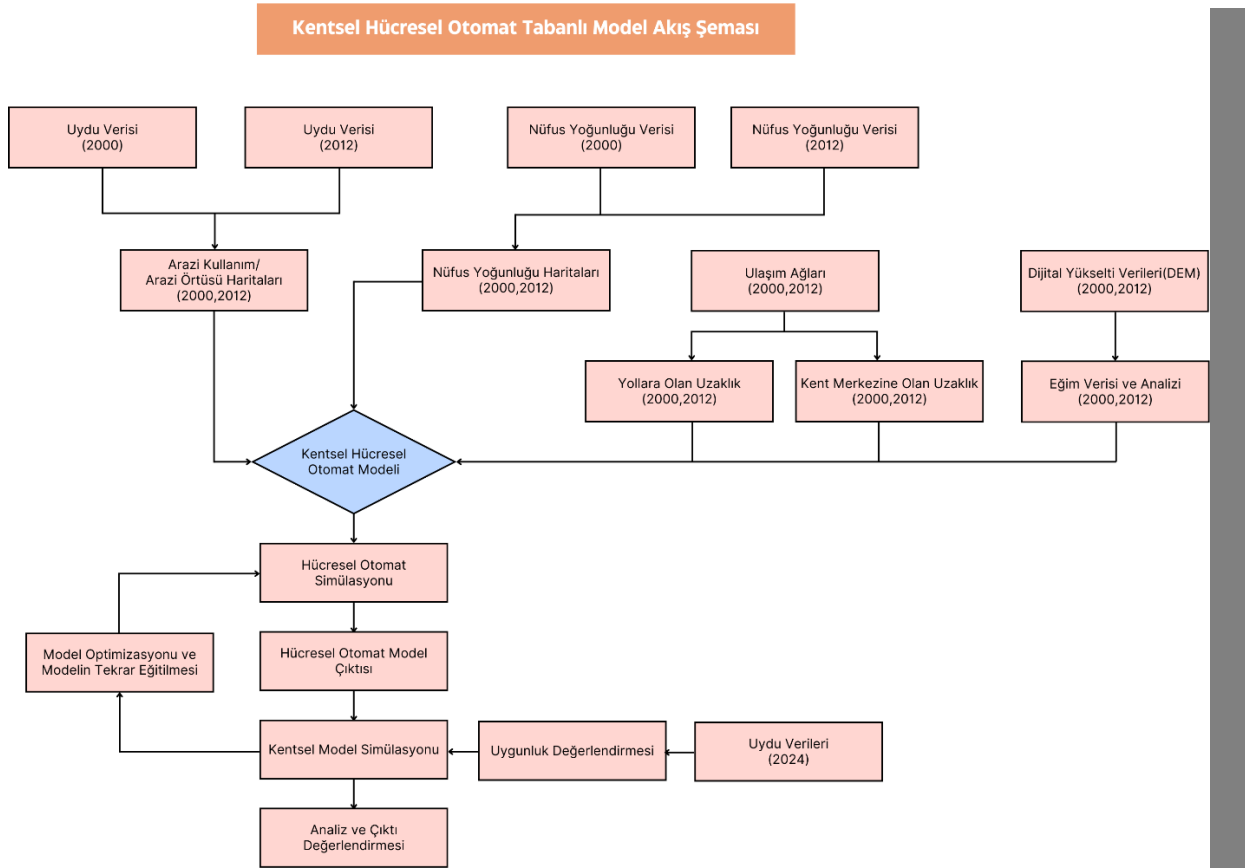 Kentsel Hücresel Otomat Tabanlı Model Akış Şeması
Uydu Verisi
(2000)
Uydu Verisi
(2012)
Nüfus Yoğunluğu Verisi
(2000)
Nüfus Yoğunluğu Verisi
(2012)
Arazi Kullanım/
Arazi Örtüsü Haritaları
(2000,2012)
Nüfus Yoğunluğu Haritaları
(2000,2012)
Ulaşım Ağları
(2000,2012)
Dijital Yükselti Verileri(DEM)
(2000,2012)
Yollara Olan Uzaklık
(2000,2012)
Kent Merkezine Olan Uzaklık
(2000,2012)
Eğim Verisi ve Analizi
(2000,2012)
Kentsel Hücresel
Otomat Modeli
Hücresel Otomat
Simülasyonu
Model Optimizasyonu ve
Modelin Tekrar Eğitilmesi
Hücresel Otomat Model
Çıktısı
Kentsel Model Simülasyonu
Uygunluk Değerlendirmesi
Uydu Verileri
(2024)
Analiz ve Çıktı
Değerlendirmesi